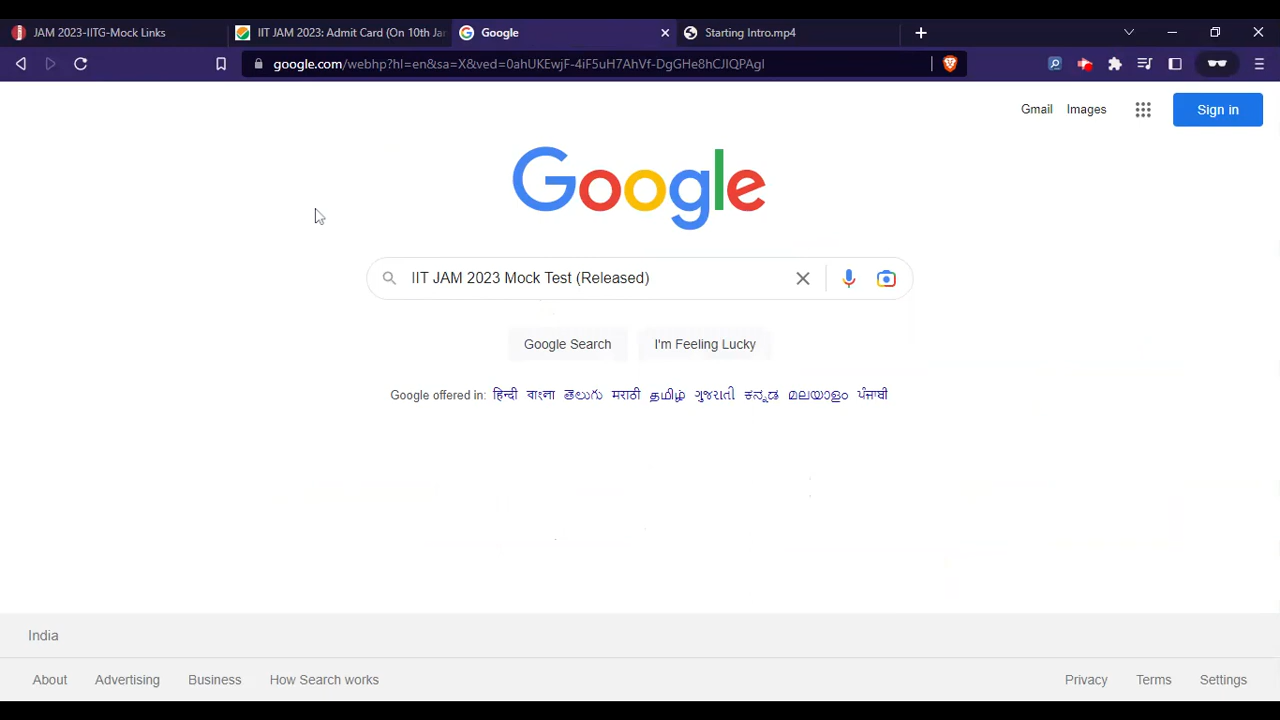 JAM 2023-IITG-Mock Links
IIT JAM 2023: Admit Card (On 10th Jan
Google
Starting Intro.mp4
google.com/webhp?hl=en&sa=X&ved=0ahUKEwjF-4iF5uH7AhVf-DgGHe8hCJIQPAgI
Gmail Images Sign in
Google
IIT JAM 2023 Mock Test (Released)
Google Search I'm Feeling Lucky
Google offered in: हिन्दी বাংলা తెలుగు मराठी தமிழ் ગુજરાતી ಕನ್ನಡ മലയാളം ਪੰਜਾਬੀ
India
About Advertising Business How Search works Privacy Terms Settings